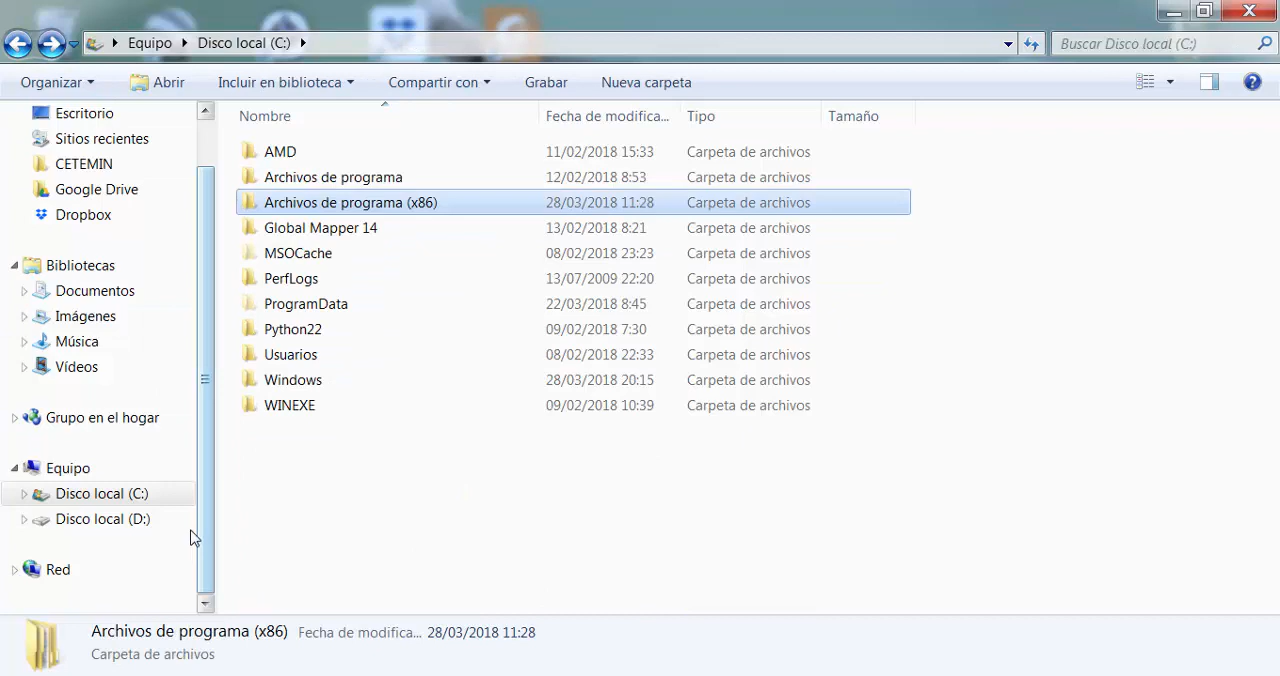 Equipo Disco local (C:) Buscar Disco local (C:)
Organizar Abrir Incluir en biblioteca Compartir con Grabar Nueva carpeta
Nombre Fecha de modifica... Tipo Tamaño
Escritorio
Sitios recientes
CETEMIN
Google Drive
Dropbox
Bibliotecas
Documentos
Imágenes
Música
Vídeos
Grupo en el hogar
Equipo
Disco local (C:)
Disco local (D:)
Red
AMD 11/02/2018 15:33 Carpeta de archivos
Archivos de programa 12/02/2018 8:53 Carpeta de archivos
Archivos de programa (x86) 28/03/2018 11:28 Carpeta de archivos
Global Mapper 14 13/02/2018 8:21 Carpeta de archivos
MSOCache 08/02/2018 23:23 Carpeta de archivos
PerfLogs 13/07/2009 22:20 Carpeta de archivos
ProgramData 22/03/2018 8:45 Carpeta de archivos
Python22 09/02/2018 7:30 Carpeta de archivos
Usuarios 08/02/2018 22:33 Carpeta de archivos
Windows 28/03/2018 20:15 Carpeta de archivos
WINEXE 09/02/2018 10:39 Carpeta de archivos
Archivos de programa (x86) Fecha de modifica... 28/03/2018 11:28
Carpeta de archivos